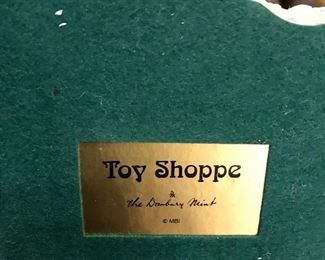 Toy Shoppe
The Danbury Mint
© MBI